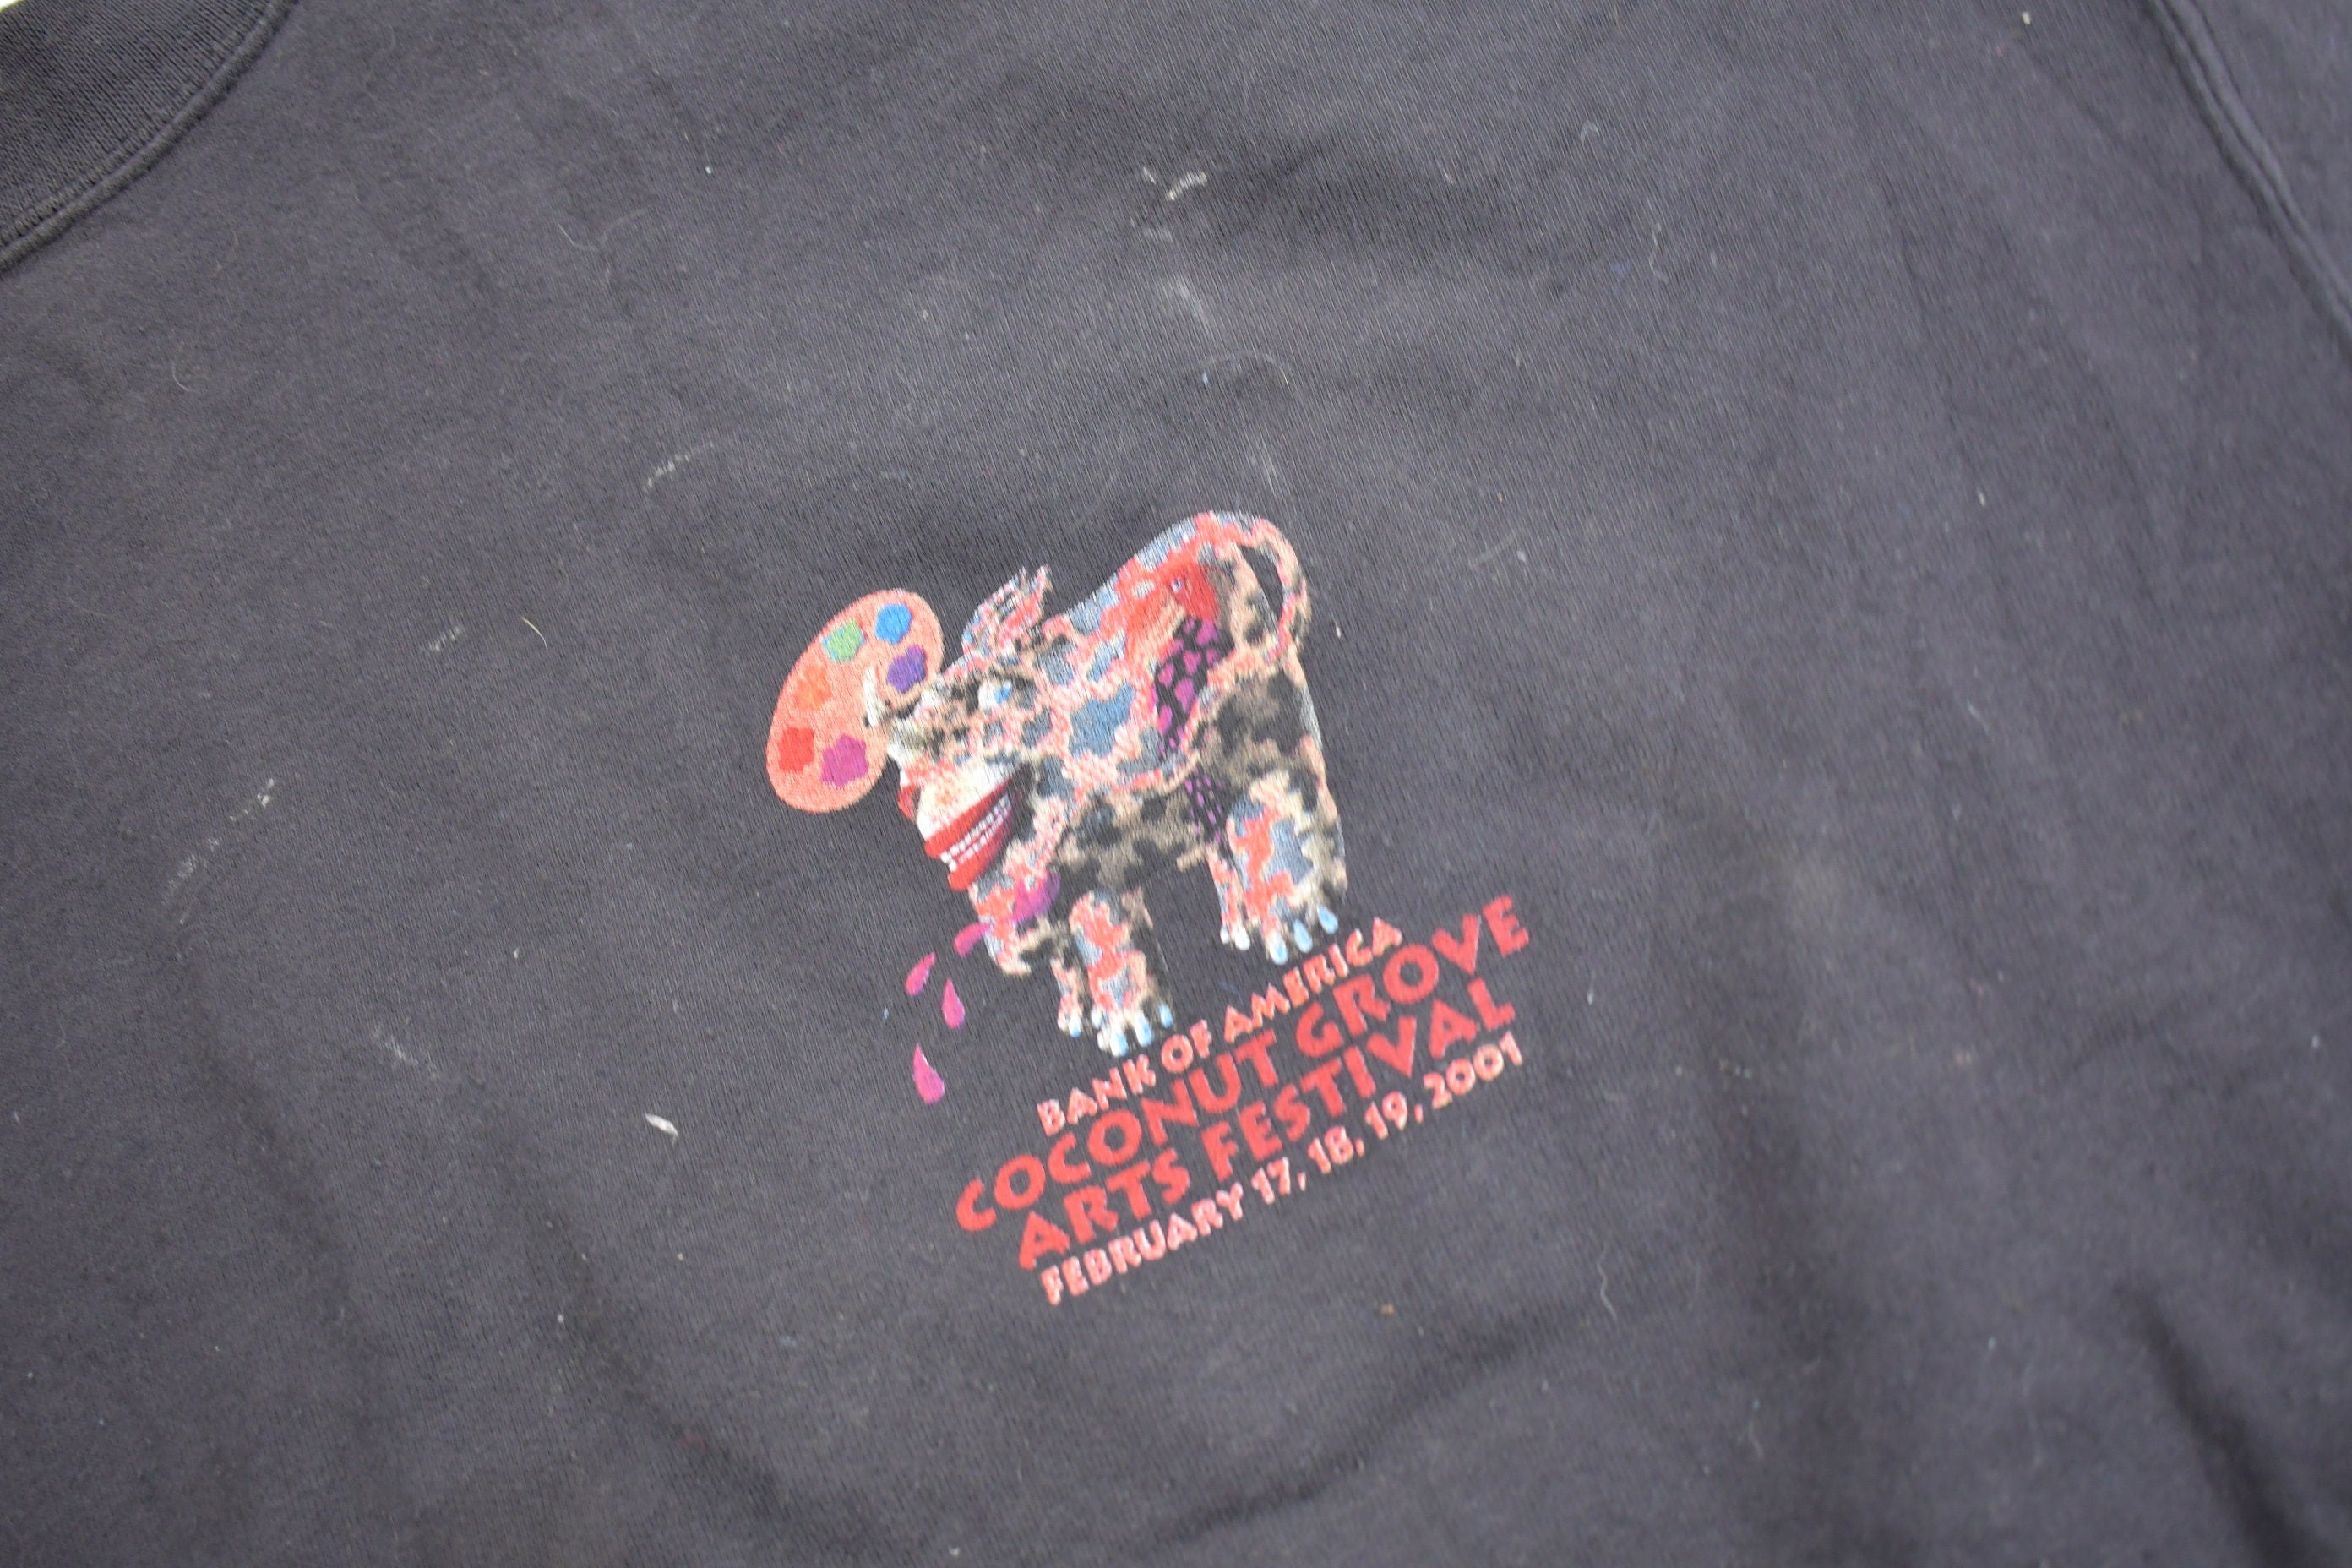 BANK OF AMERICA
COCONUT GROVE
ARTS FESTIVAL
FEBRUARY 17, 18, 19, 2001